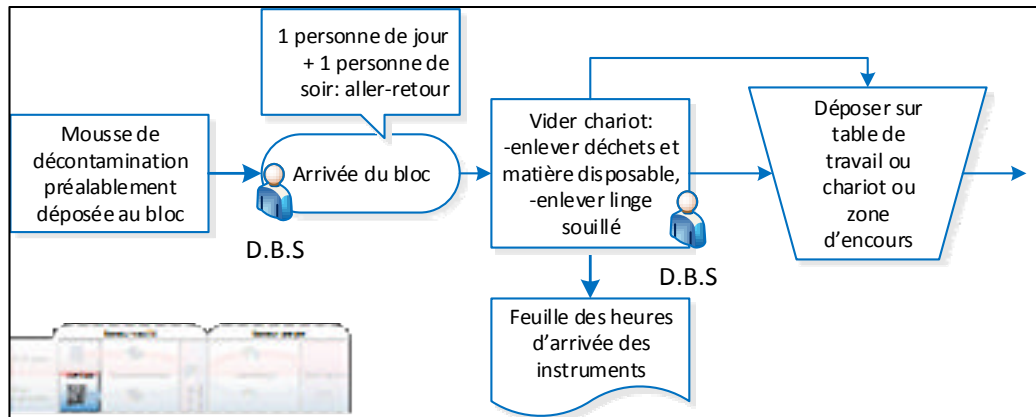 1 personne de jour
+ 1 personne de
soir: aller-retour
Mousse de
décontamination
préalablement
déposée au bloc
Arrivée du bloc
D.B.S
Vider chariot:
-enlever déchets et
matière disposable,
-enlever linge
souillé
D.B.S
Déposer sur
table de
travail ou
chariot ou
zone
d’encours
Feuille des heures
d’arrivée des
instruments